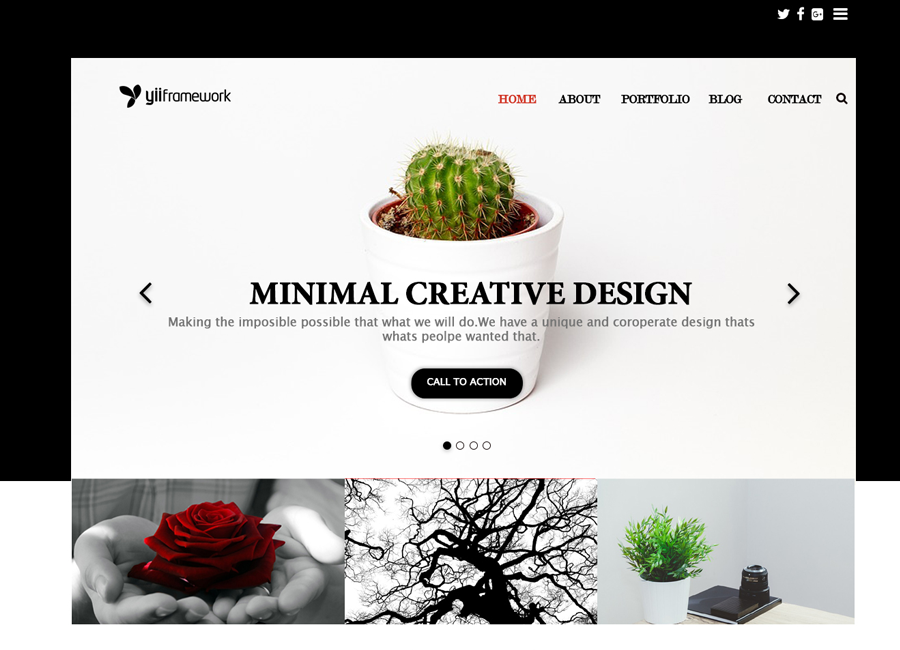 yiiframework
HOME ABOUT PORTFOLIO BLOG CONTACT
MINIMAL CREATIVE DESIGN
Making the imposible possible that what we will do.We have a unique and coroperate design thats
whats peolpe wanted that.
CALL TO ACTION